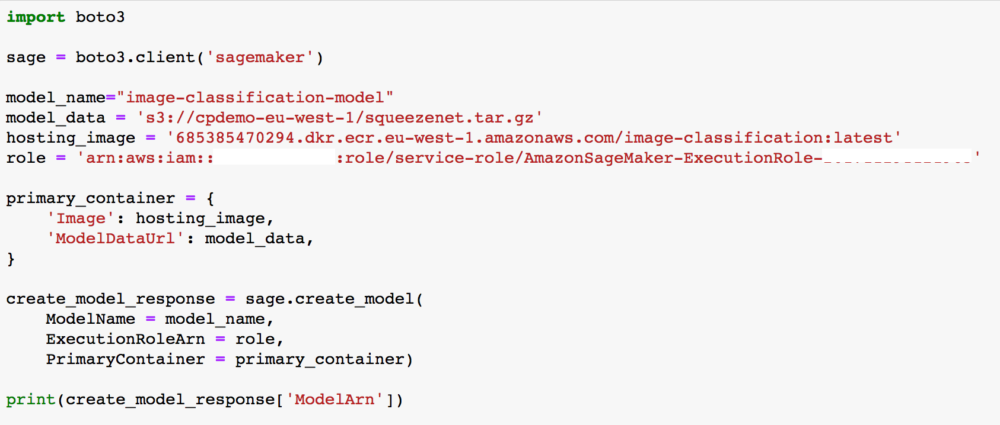 import boto3
sage = boto3.client('sagemaker')
model_name="image-classification-model"
model_data = 's3://cpdemo-eu-west-1/squeezenet.tar.gz'
hosting_image = '685385470294.dkr.ecr.eu-west-1.amazonaws.com/image-classification:latest'
role = 'arn:aws:iam:: :role/service-role/AmazonSageMaker-ExecutionRole- '
primary_container = {
    'Image': hosting_image,
    'ModelDataUrl': model_data,
}
create_model_response = sage.create_model(
    ModelName = model_name,
    ExecutionRoleArn = role,
    PrimaryContainer = primary_container)
print(create_model_response['ModelArn'])